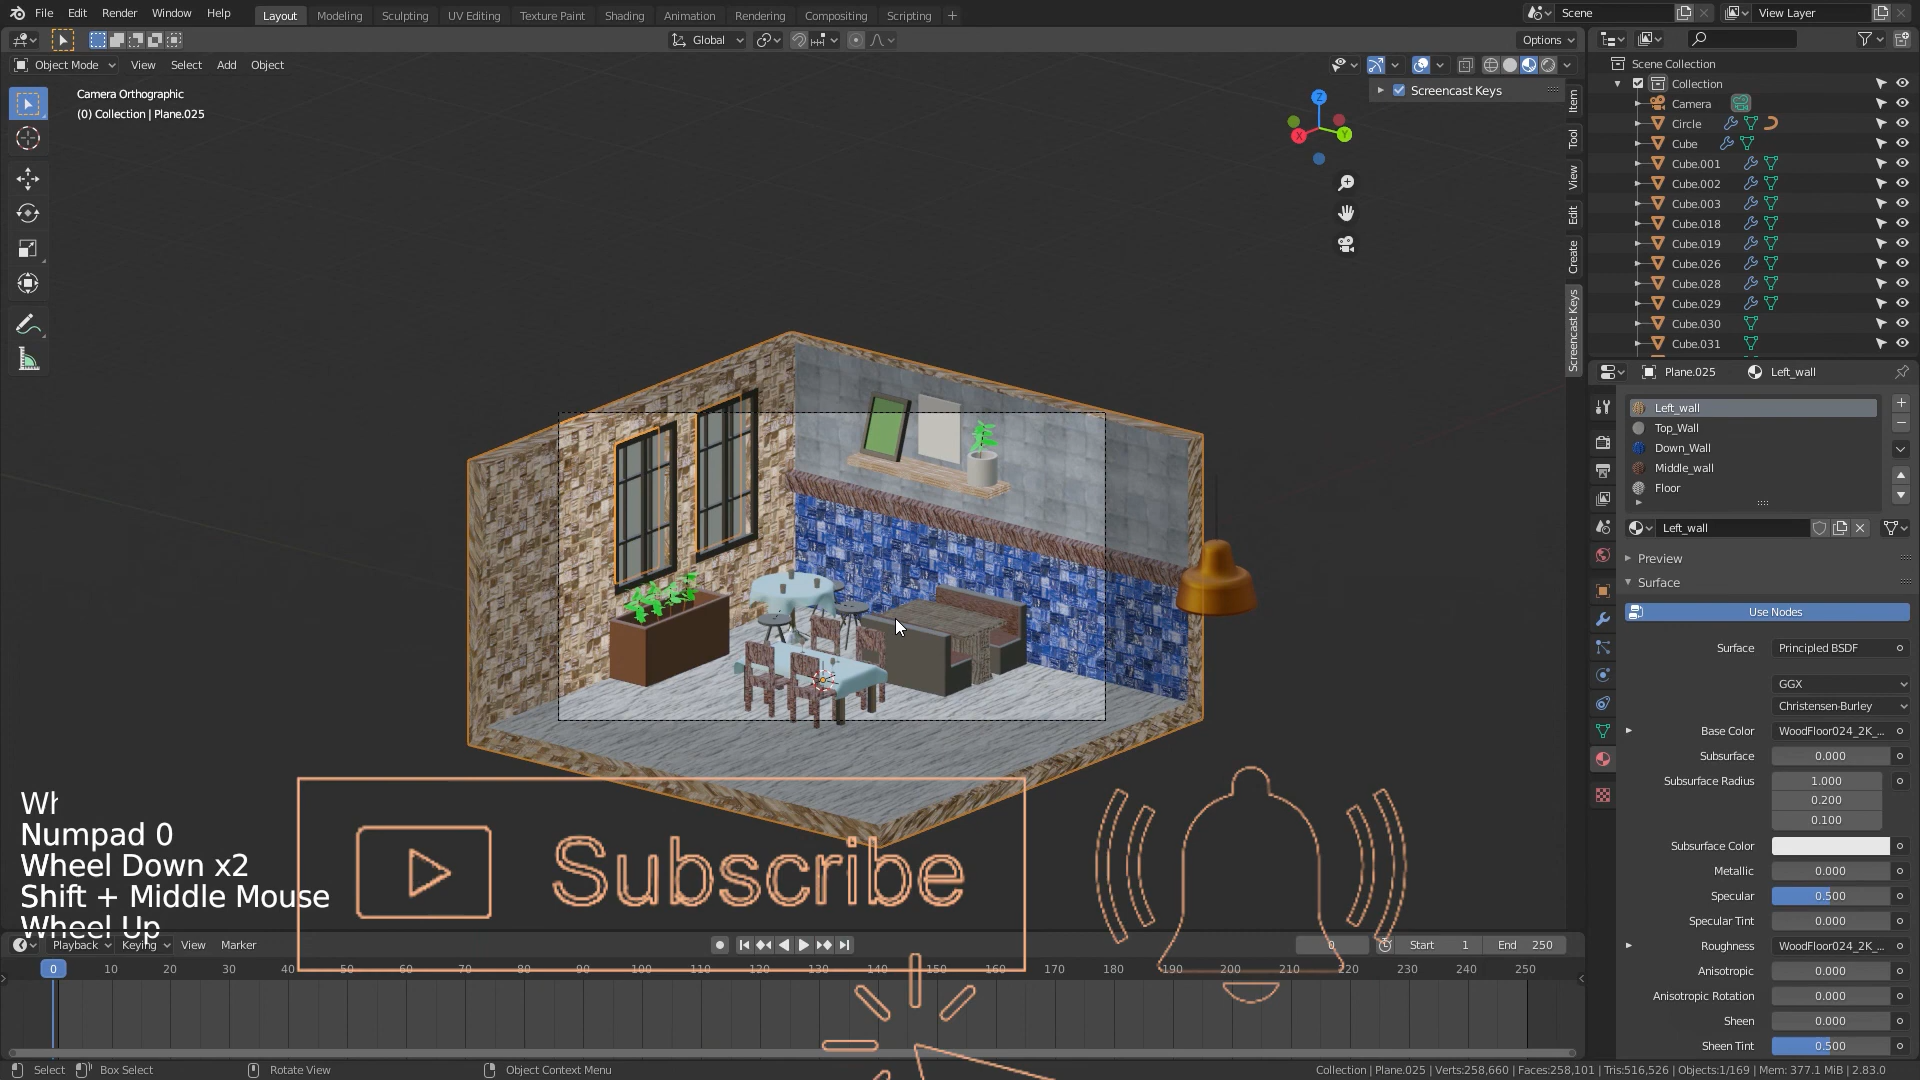 File Edit Render Window Help Layout Modeling Sculpting UV Editing Texture Paint Shading Animation Rendering Compositing Scripting + Scene View Layer
Global Options
Object Mode View Select Add Object
Camera Orthographic
(0) Collection | Plane.025
Screencast Keys
Z
X
Y
Item
Tool
View
Edit
Create
Screencast Keys
Scene Collection
Collection
Camera
Circle
Cube
Cube.001
Cube.002
Cube.003
Cube.018
Cube.019
Cube.026
Cube.028
Cube.029
Cube.030
Cube.031
Plane.025 Left_wall
Left_wall
Top_Wall
Down_Wall
Middle_wall
Floor
Left_wall
Preview
Surface
Use Nodes
Surface Principled BSDF
GGX
Christensen-Burley
Base Color WoodFloor024_2K_...
Subsurface 0.000
Subsurface Radius 1.000
0.200
0.100
Subsurface Color
Metallic 0.000
Specular 0.500
Specular Tint 0.000
Roughness WoodFloor024_2K_...
Anisotropic 0.000
Anisotropic Rotation 0.000
Sheen 0.000
Sheen Tint 0.500
Numpad 0
Wheel Down x2
Shift + Middle Mouse
Wheel Up
Subscribe
Playback Keying View Marker 0 Start 1 End 250
0 10 20 30 40 50 60 70 80 90 100 110 120 130 140 150 160 170 180 190 200 210 220 230 240 250
Select Box Select Rotate View Object Context Menu Collection | Plane.025 | Verts:258,660 | Faces:258,101 | Tris:516,526 | Objects:1/169 | Mem: 377.1 MiB | 2.83.0